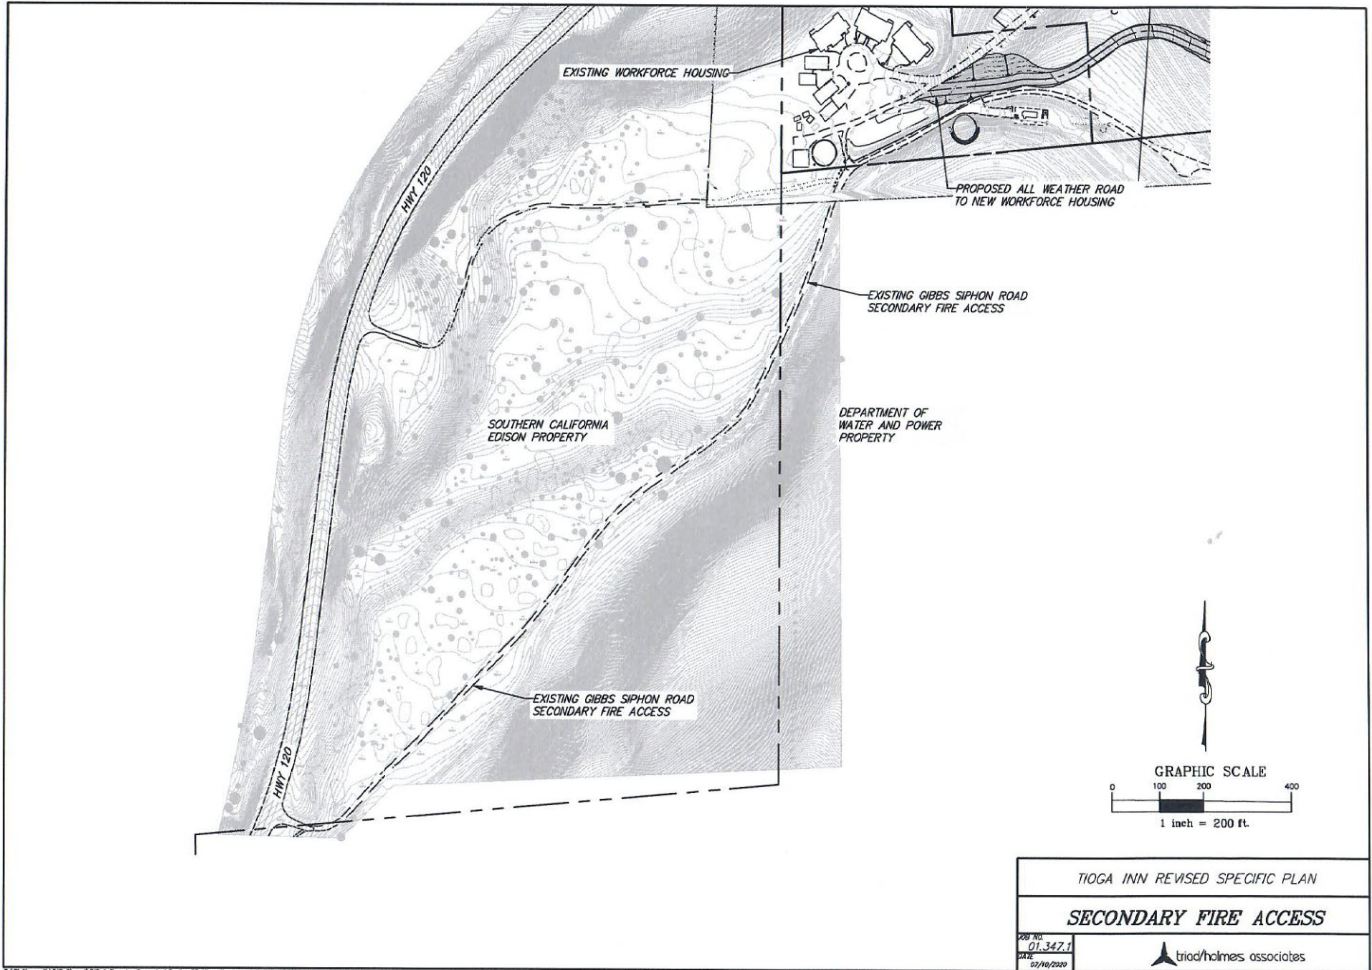 EXISTING WORKFORCE HOUSING
HWY 120
PROPOSED ALL WEATHER ROAD
TO NEW WORKFORCE HOUSING
EXISTING GIBBS SIPHON ROAD
SECONDARY FIRE ACCESS
DEPARTMENT OF
WATER AND POWER
PROPERTY
SOUTHERN CALIFORNIA
EDISON PROPERTY
EXISTING GIBBS SIPHON ROAD
SECONDARY FIRE ACCESS
HWY 120
GRAPHIC SCALE
0 100 200 400
1 inch = 200 ft.
TIOGA INN REVISED SPECIFIC PLAN
SECONDARY FIRE ACCESS
JOB NO.
01.347.1
DATE
07/10/2020
triad/holmes associates